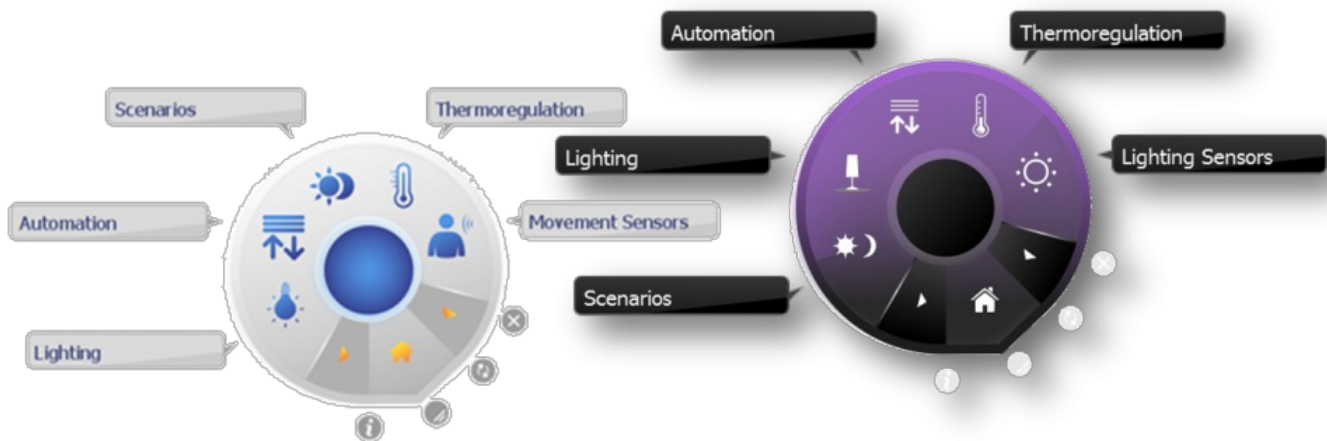 Scenarios
Thermoregulation
Automation
Movement Sensors
Lighting
Automation
Thermoregulation
Lighting
Lighting Sensors
Scenarios